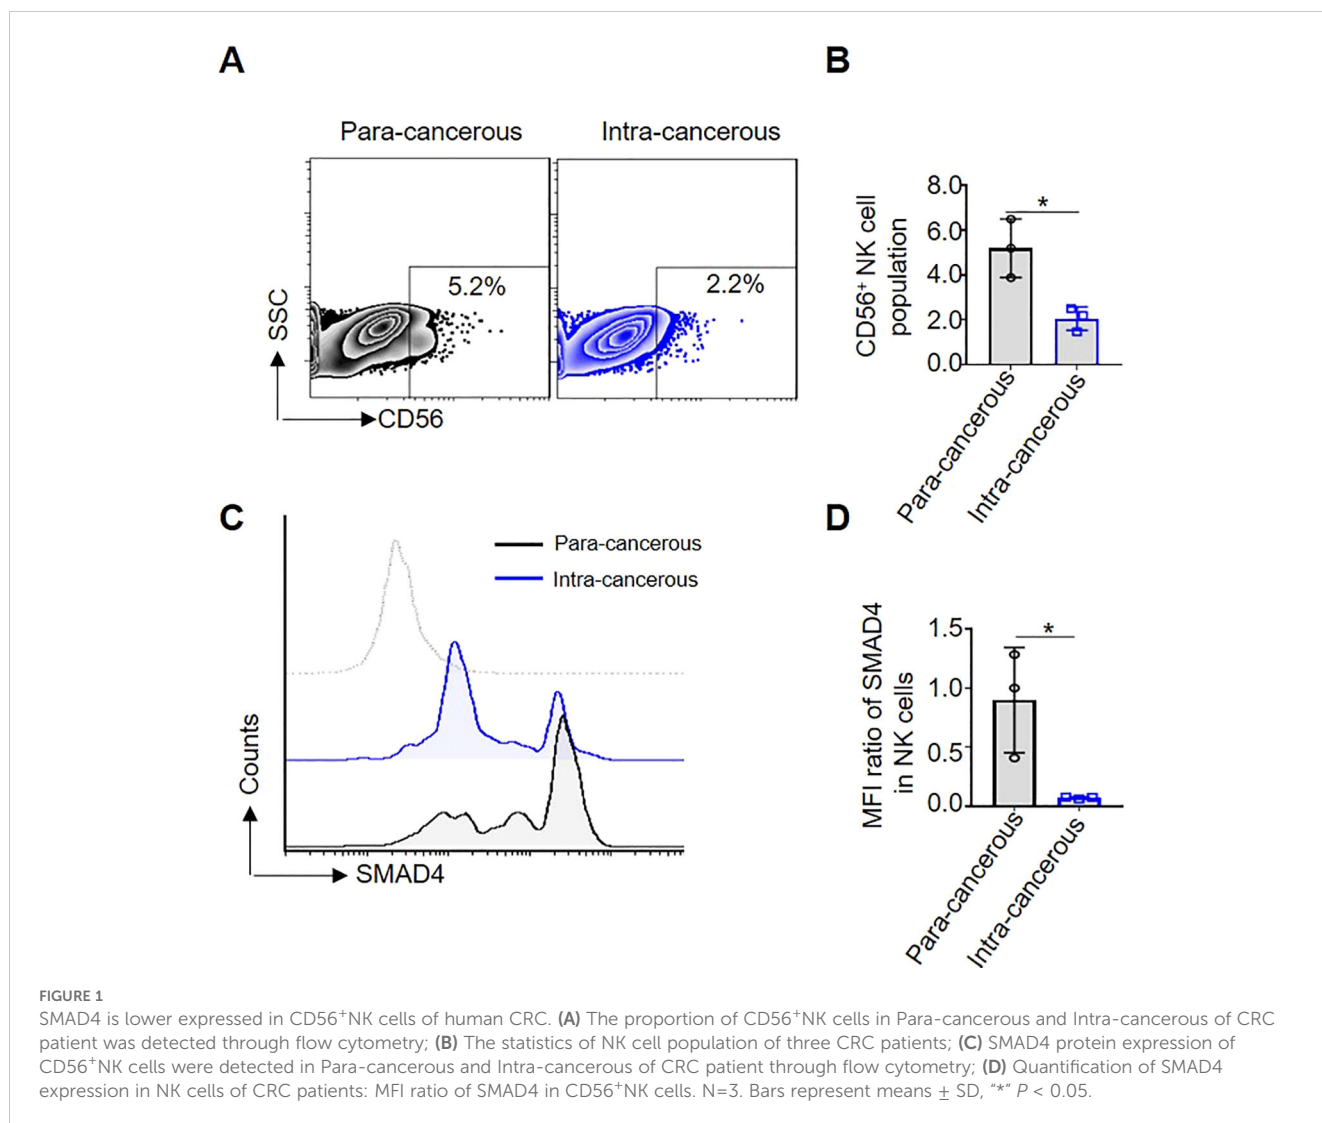 A
Para-cancerous
Intra-cancerous
5.2%
2.2%
SSC
CD56
B
CD56⁺ NK cell
population
8.0
6.0
4.0
2.0
0.0
*
Para-cancerous
Intra-cancerous
C
Para-cancerous
Intra-cancerous
Counts
SMAD4
D
MFI ratio of SMAD4
in NK cells
1.5
1.0
0.5
0.0
*
Para-cancerous
Intra-cancerous
FIGURE 1
SMAD4 is lower expressed in CD56⁺NK cells of human CRC. (A) The proportion of CD56⁺NK cells in Para-cancerous and Intra-cancerous of CRC
patient was detected through flow cytometry; (B) The statistics of NK cell population of three CRC patients; (C) SMAD4 protein expression of
CD56⁺NK cells were detected in Para-cancerous and Intra-cancerous of CRC patient through flow cytometry; (D) Quantification of SMAD4
expression in NK cells of CRC patients: MFI ratio of SMAD4 in CD56⁺NK cells. N=3. Bars represent means ± SD, “*” P < 0.05.